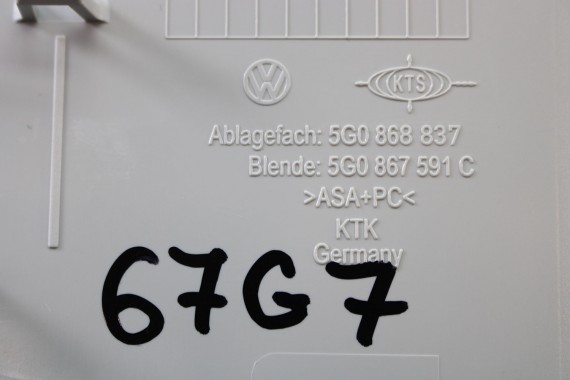 VW KTS
Ablagefach: 5G0 868 837
Blende: 5G0 867 591 C
>ASA+PC<
KTK
Germany
67G7